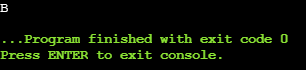 B
...Program finished with exit code 0
Press ENTER to exit console.